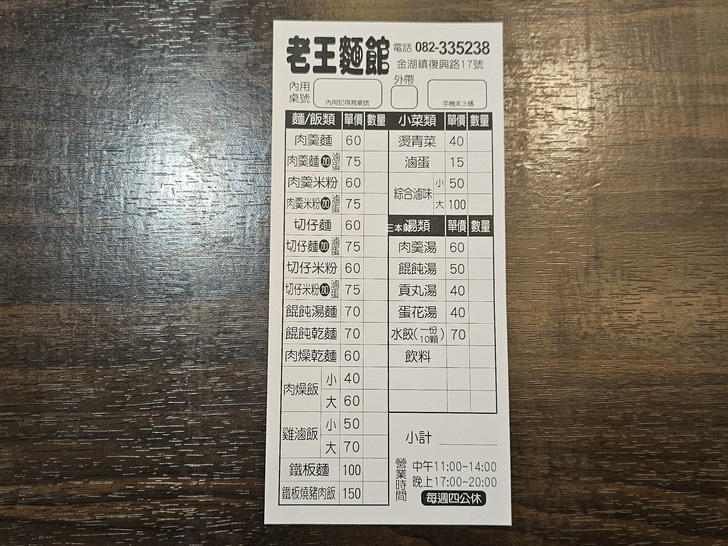 老王麵館 電話 082-335238
金湖鎮復興路17號
內用桌號 內用記得寫桌號 外帶 手機末3碼
麵/飯類 單價 數量
肉羹麵 60
肉羹麵加滷蛋 75
肉羹米粉 60
肉羹米粉加滷蛋 75
切仔麵 60
切仔麵加滷蛋 75
切仔米粉 60
切仔米粉加滷蛋 75
餛飩湯麵 70
餛飩乾麵 70
肉燥乾麵 60
肉燥飯 小 40
大 60
雞滷飯 小 50
大 70
鐵板麵 100
鐵板燒豬肉飯 150
小菜類 單價 數量
燙青菜 40
滷蛋 15
綜合滷味 小 50
大 100
湯類 單價 數量
肉羹湯 60
餛飩湯 50
貢丸湯 40
蛋花湯 40
水餃(一份10顆) 70
飲料
小計
營業時間 中午11:00~14:00
晚上17:00~20:00
每週四公休